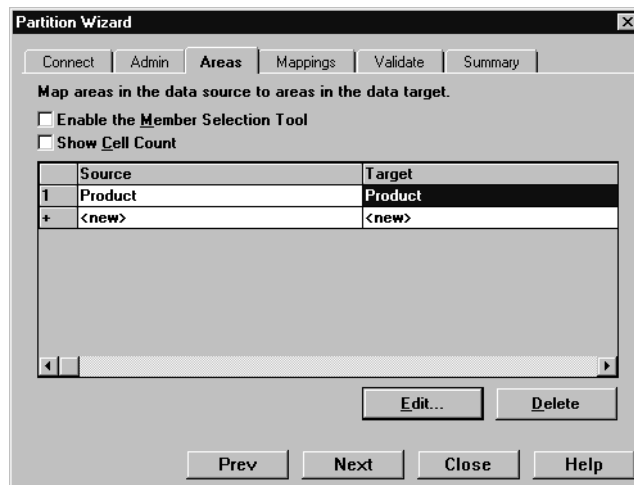 Partition Wizard
Connect Admin Areas Mappings Validate Summary
Map areas in the data source to areas in the data target.
Enable the Member Selection Tool
Show Cell Count
Source Target
1 Product Product
+ <new> <new>
Edit... Delete
Prev Next Close Help